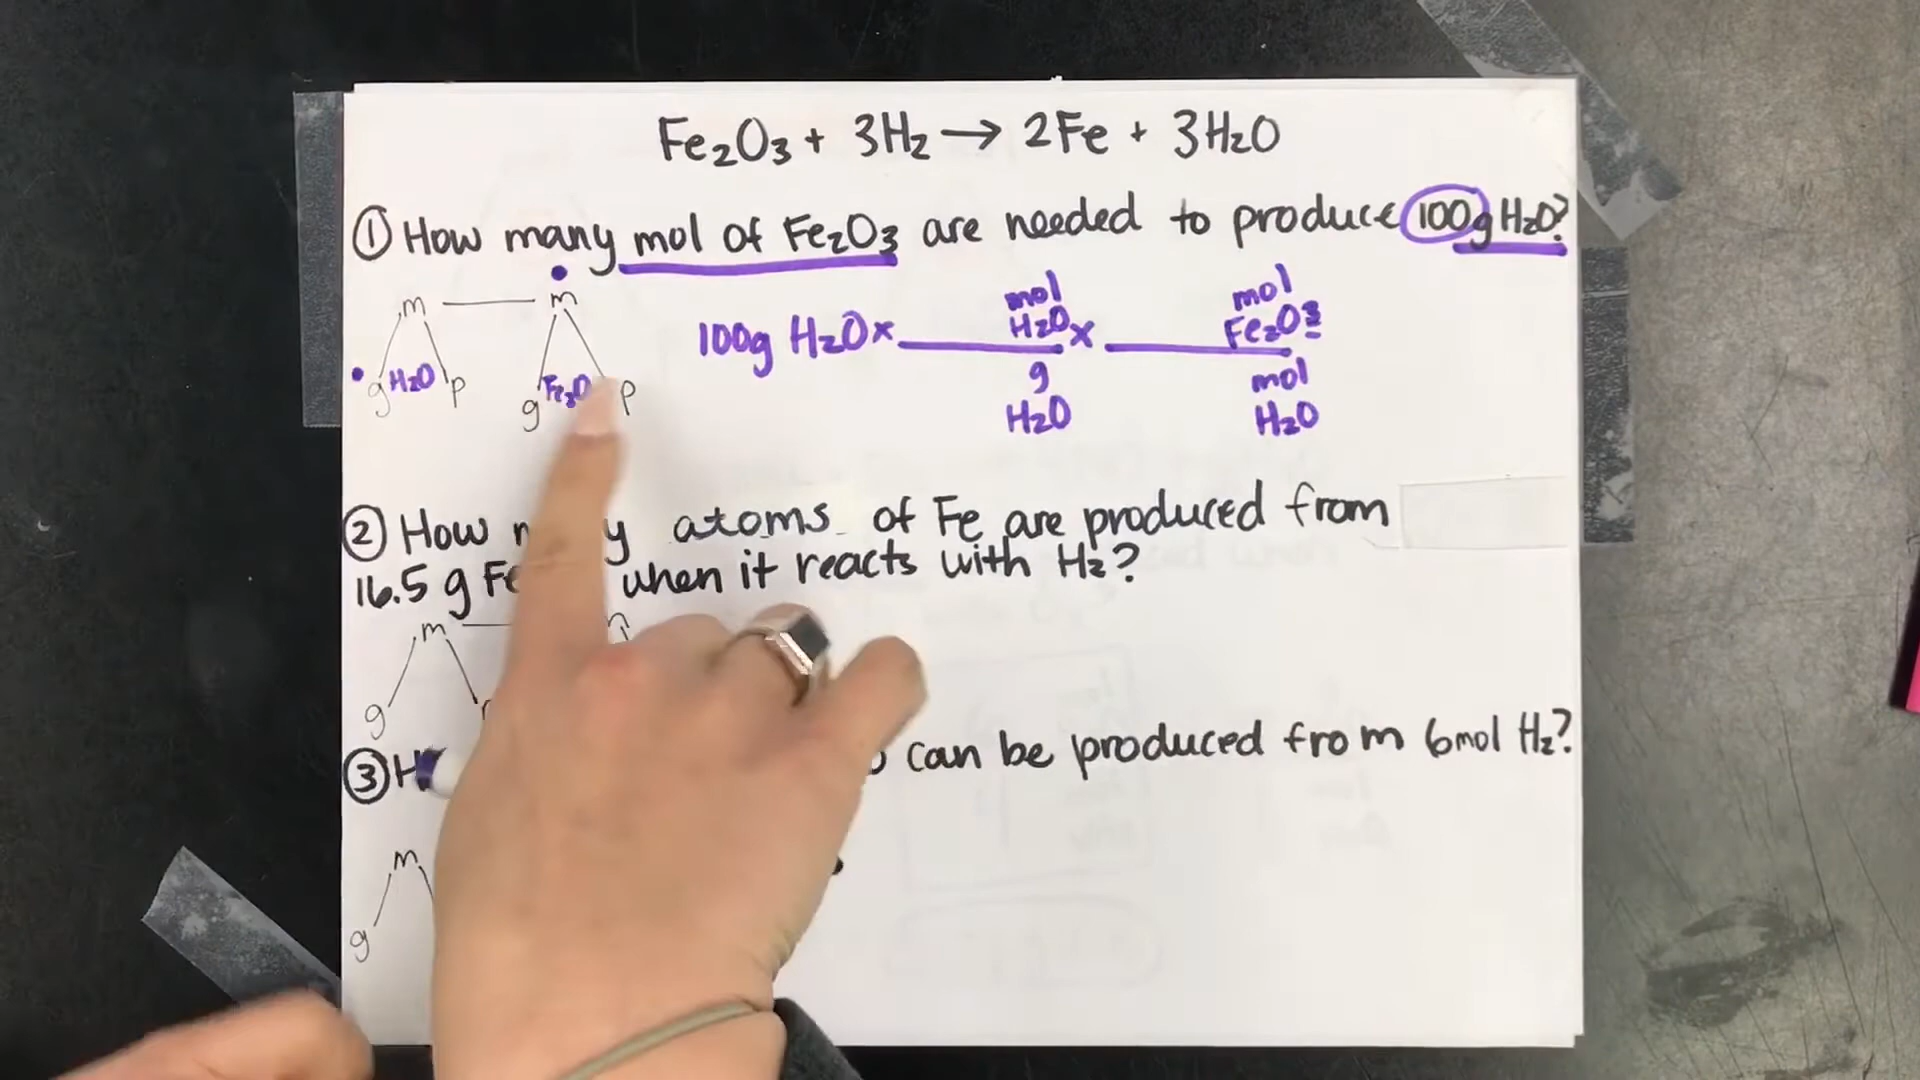 Fe₂O₃ + 3H₂ → 2Fe + 3H₂O
① How many mol of Fe₂O₃ are needed to produce 100g H₂O?
m m
g H₂O p g p
100g H₂O x mol H₂O x mol Fe₂O₃
g H₂O mol H₂O
② How atoms of Fe are produced from
16.5 g when it reacts with H₂?
m
g
③ can be produced from 6mol H₂?
m
g